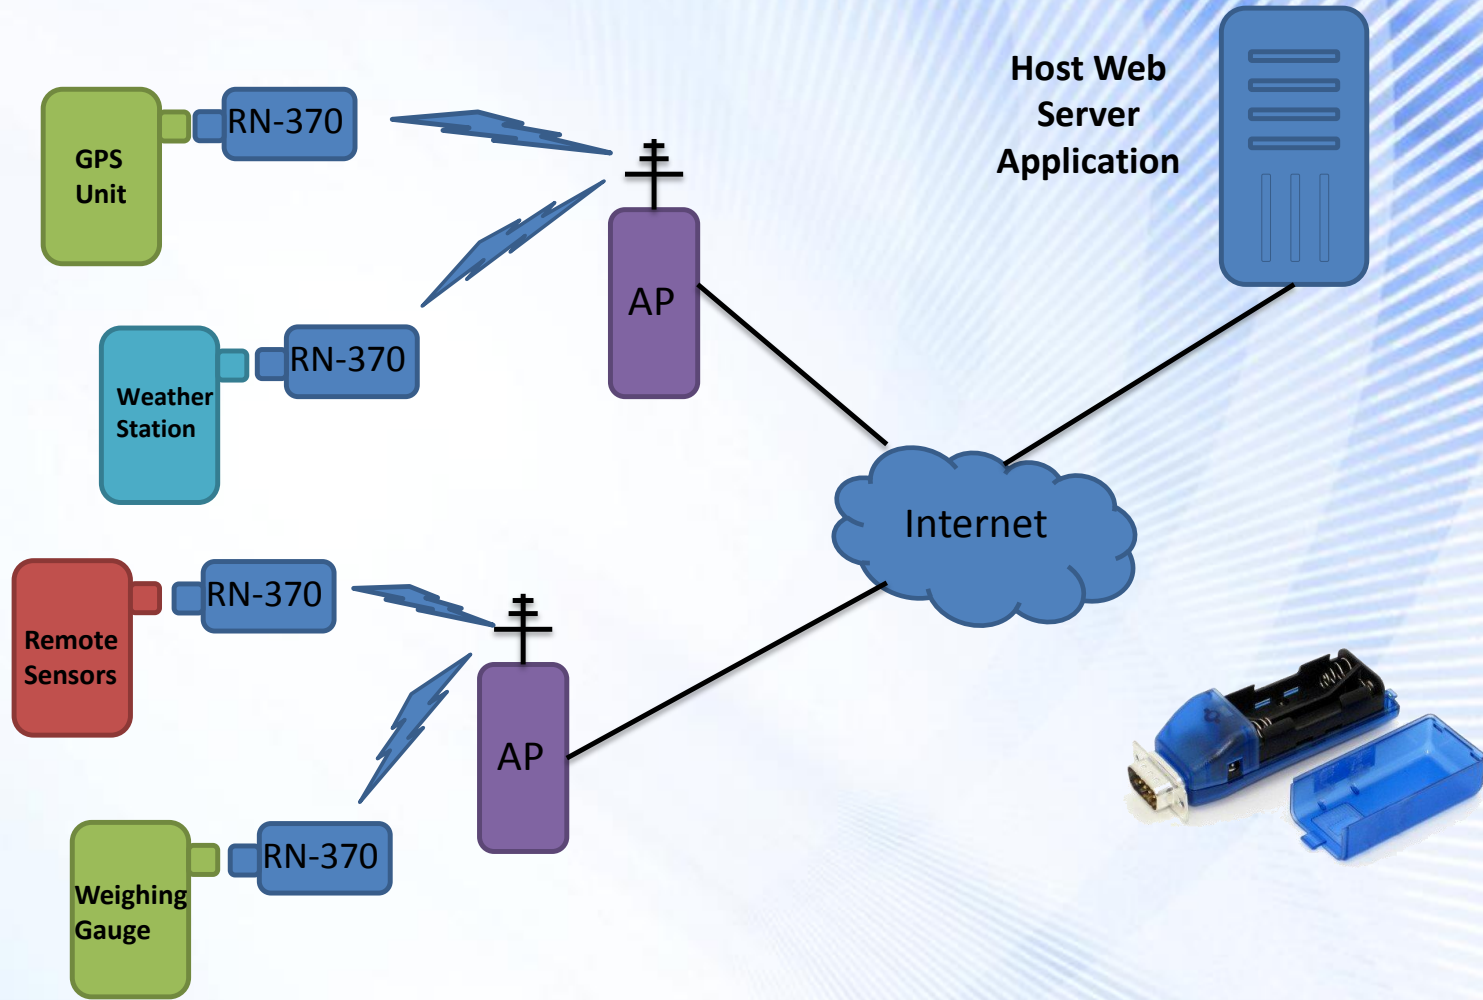 Host Web
Server
Application
RN-370
GPS
Unit
AP
RN-370
Weather
Station
Internet
RN-370
Remote
Sensors
AP
RN-370
Weighing
Gauge